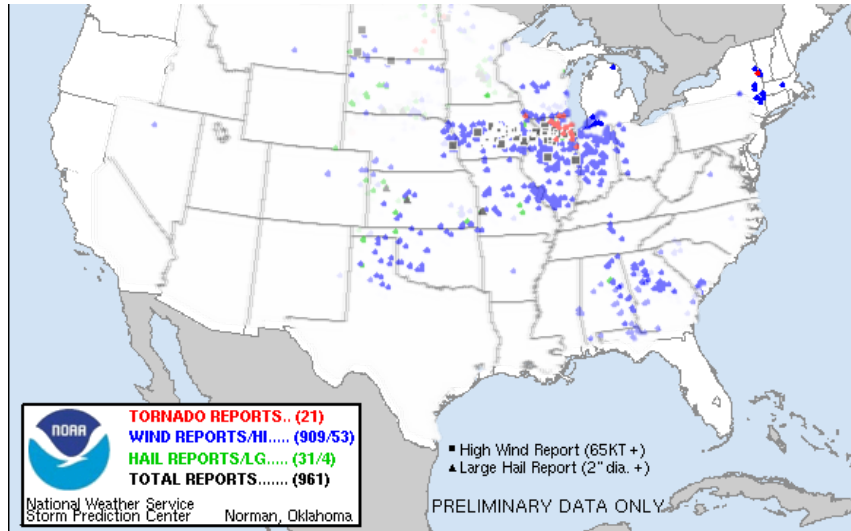 NOAA
TORNADO REPORTS.. (21)
WIND REPORTS/HI..... (909/53)
HAIL REPORTS/LG..... (31/4)
TOTAL REPORTS....... (961)
National Weather Service
Storm Prediction Center Norman, Oklahoma
High Wind Report (65KT +)
Large Hail Report (2" dia. +)
PRELIMINARY DATA ONLY